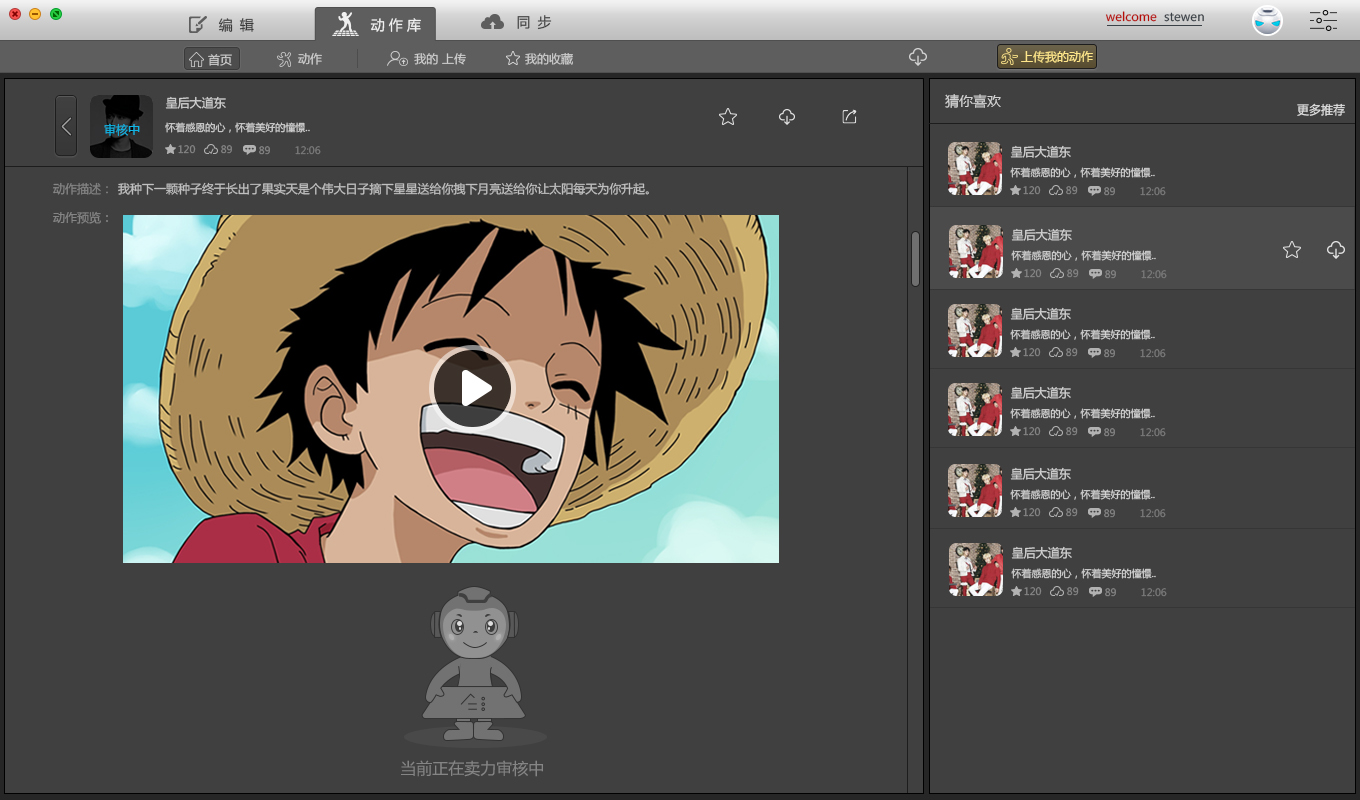 编 辑
动 作 库
同 步
welcome stewen
首页
动作
我的 上传
我的收藏
上传我的动作
皇后大道东
审核中
怀着感恩的心，怀着美好的憧憬..
120 89 89 12:06
动作描述： 我种下一颗种子终于长出了果实天是个伟大日子摘下星星送给你拽下月亮送给你让太阳每天为你升起。
动作预览：
当前正在卖力审核中
猜你喜欢
更多推荐
皇后大道东
怀着感恩的心，怀着美好的憧憬..
120 89 89 12:06
皇后大道东
怀着感恩的心，怀着美好的憧憬..
120 89 89 12:06
皇后大道东
怀着感恩的心，怀着美好的憧憬..
120 89 89 12:06
皇后大道东
怀着感恩的心，怀着美好的憧憬..
120 89 89 12:06
皇后大道东
怀着感恩的心，怀着美好的憧憬..
120 89 89 12:06
皇后大道东
怀着感恩的心，怀着美好的憧憬..
120 89 89 12:06